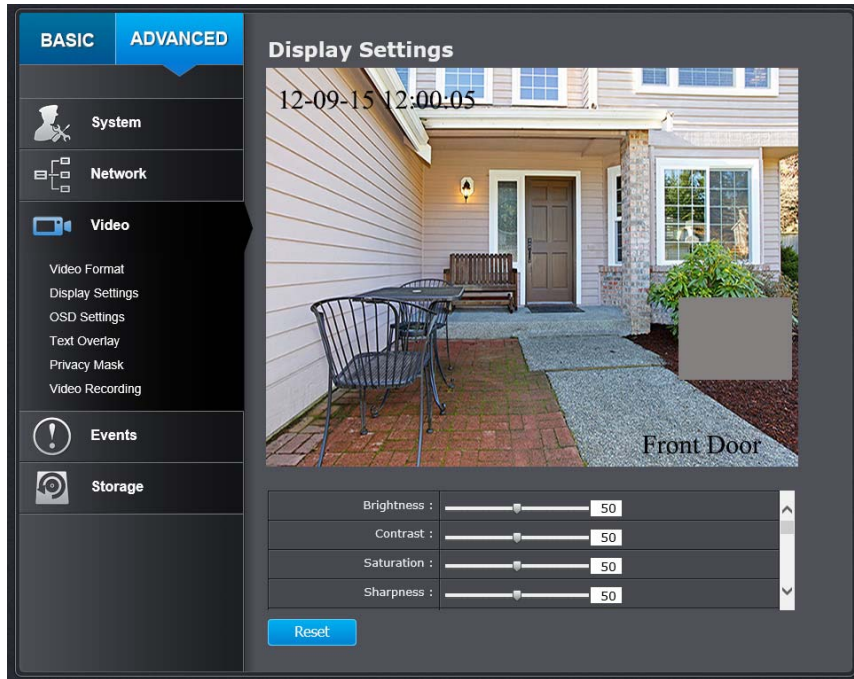 BASIC
ADVANCED
System
Network
Video
Video Format
Display Settings
OSD Settings
Text Overlay
Privacy Mask
Video Recording
Events
Storage
Display Settings
12-09-15 12:00:05
Front Door
Brightness : 50
Contrast : 50
Saturation : 50
Sharpness : 50
Reset